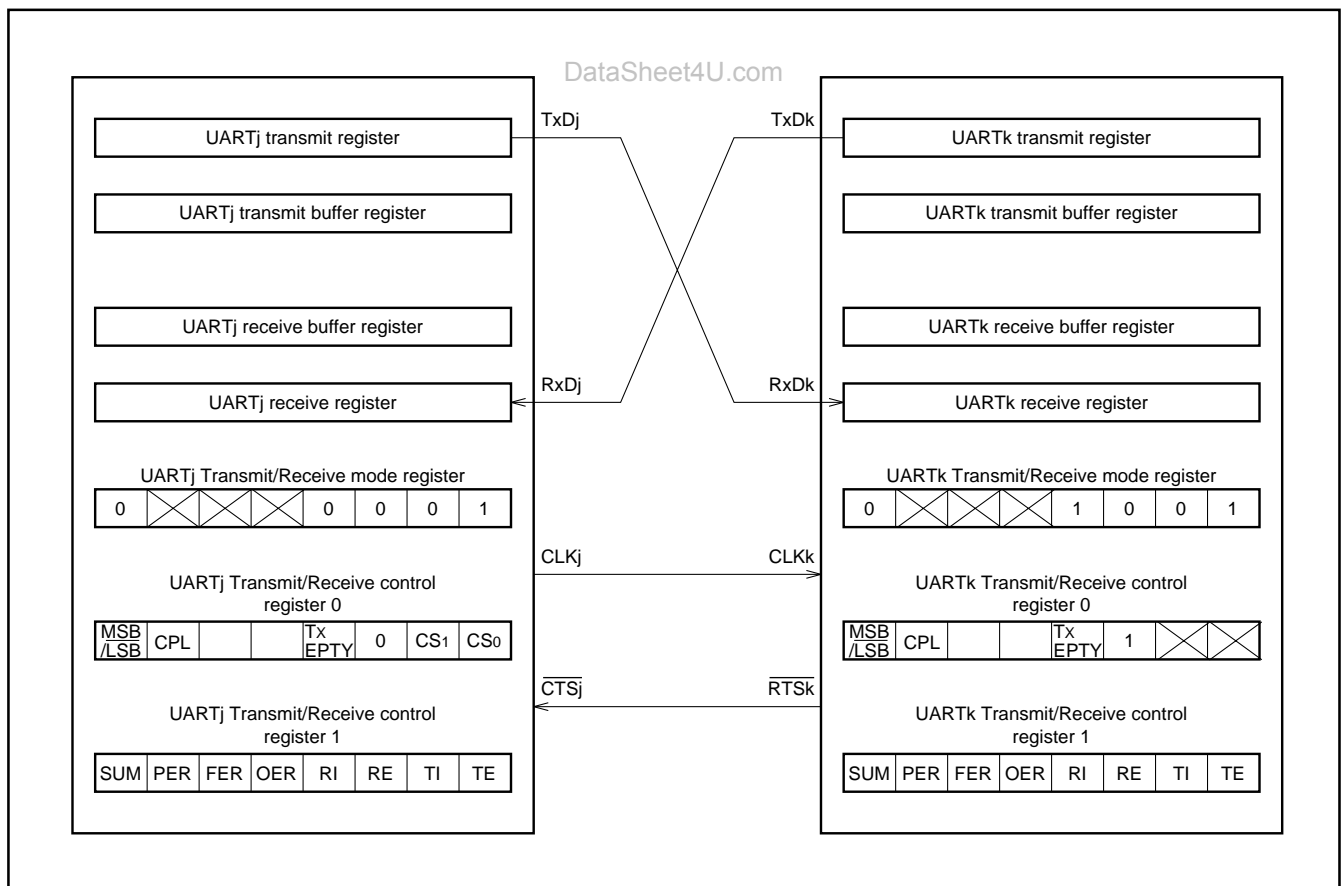 DataSheet4U.com
UARTj transmit register
UARTj transmit buffer register
UARTj receive buffer register
UARTj receive register
UARTj Transmit/Receive mode register
0 0 0 0 1
UARTj Transmit/Receive control
register 0
MSB
/LSB CPL TX
EPTY 0 CS1 CS0
UARTj Transmit/Receive control
register 1
SUM PER FER OER RI RE TI TE
TxDj TxDk
RxDj RxDk
CLKj CLKk
CTSj RTSk
UARTk transmit register
UARTk transmit buffer register
UARTk receive buffer register
UARTk receive register
UARTk Transmit/Receive mode register
0 1 0 0 1
UARTk Transmit/Receive control
register 0
MSB
/LSB CPL TX
EPTY 1
UARTk Transmit/Receive control
register 1
SUM PER FER OER RI RE TI TE